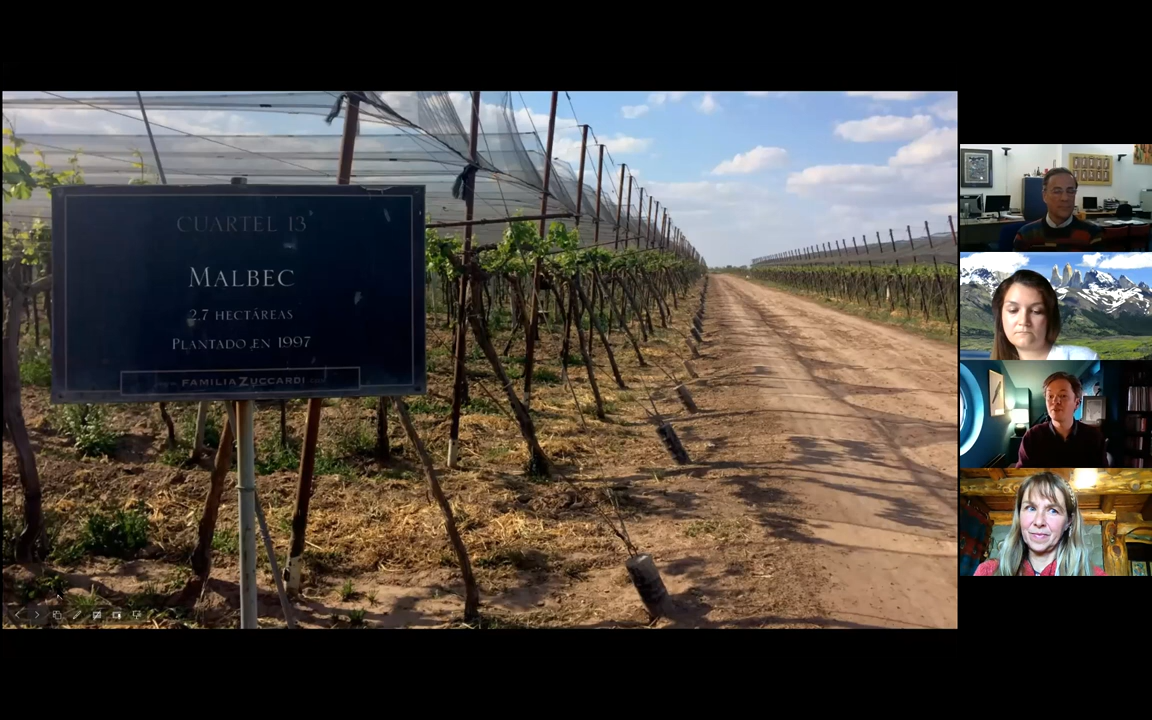 CUARTEL 13
MALBEC
2.7 HECTÁREAS
PLANTADO EN 1997
FAMILIAZUCCARDI